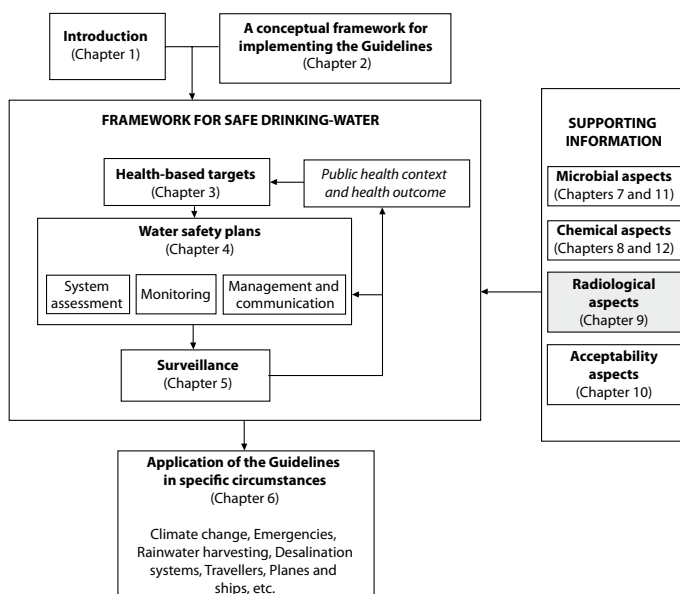 Introduction
(Chapter 1)
A conceptual framework for
implementing the Guidelines
(Chapter 2)
FRAMEWORK FOR SAFE DRINKING-WATER
Health-based targets
(Chapter 3)
Public health context
and health outcome
Water safety plans
(Chapter 4)
System
assessment
Monitoring
Management and
communication
Surveillance
(Chapter 5)
SUPPORTING
INFORMATION
Microbial aspects
(Chapters 7 and 11)
Chemical aspects
(Chapters 8 and 12)
Radiological
aspects
(Chapter 9)
Acceptability
aspects
(Chapter 10)
Application of the Guidelines
in specific circumstances
(Chapter 6)
Climate change, Emergencies,
Rainwater harvesting, Desalination
systems, Travellers, Planes and
ships, etc.